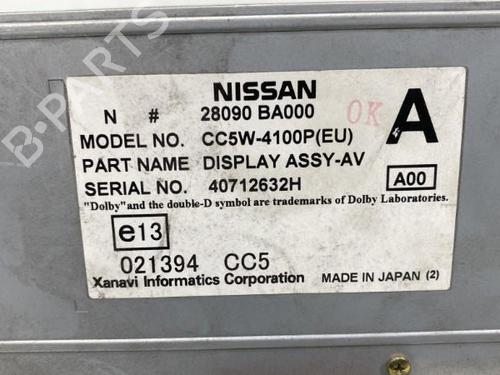 NISSAN
N # 28090 BA000
OK
A
MODEL NO. CC5W-4100P(EU)
PART NAME DISPLAY ASSY-AV
SERIAL NO. 40712632H
A00
"Dolby"and the double-D symbol are trademarks of Dolby Laboratories.
e13
021394 CC5
Xanavi Informatics Corporation MADE IN JAPAN (2)
B-PARTS